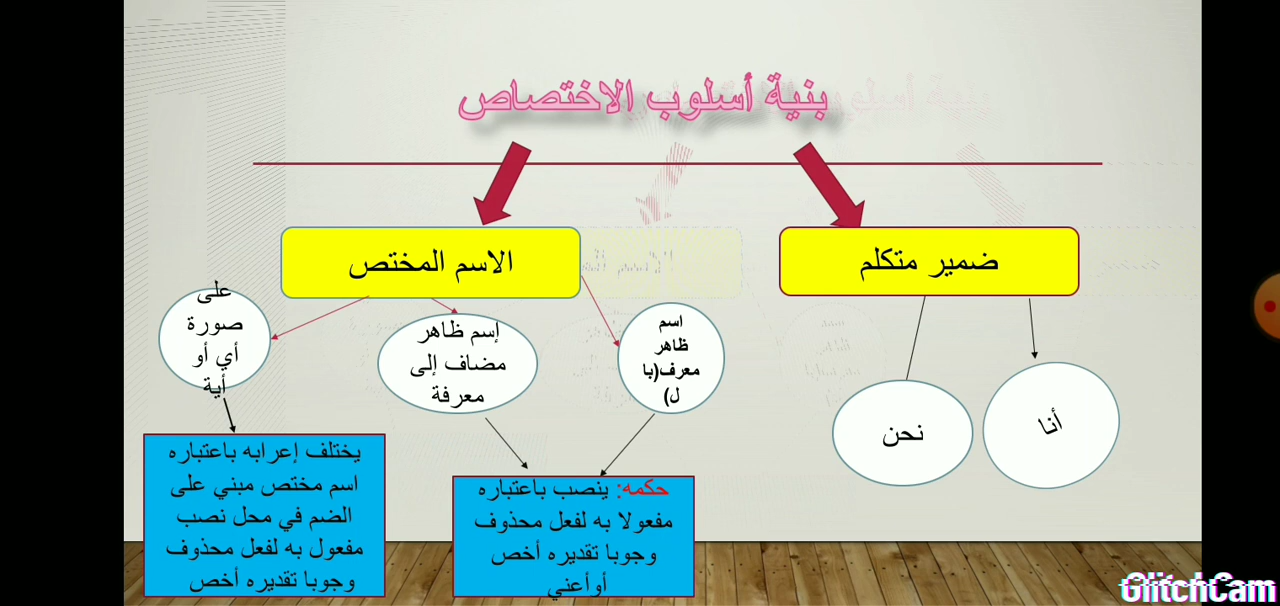 بنية أسلوب الاختصاص
ضمير متكلم
الاسم المختص
أنا
نحن
اسم
ظاهر
معرف(با
ل)
إسم ظاهر
مضاف إلى
معرفة
على
صورة
أي أو
أية
حكمه: ينصب باعتباره
مفعولا به لفعل محذوف
وجوبا تقديره أخص
أوأعني
يختلف إعرابه باعتباره
اسم مختص مبني على
الضم في محل نصب
مفعول به لفعل محذوف
وجوبا تقديره أخص
GlitchCam